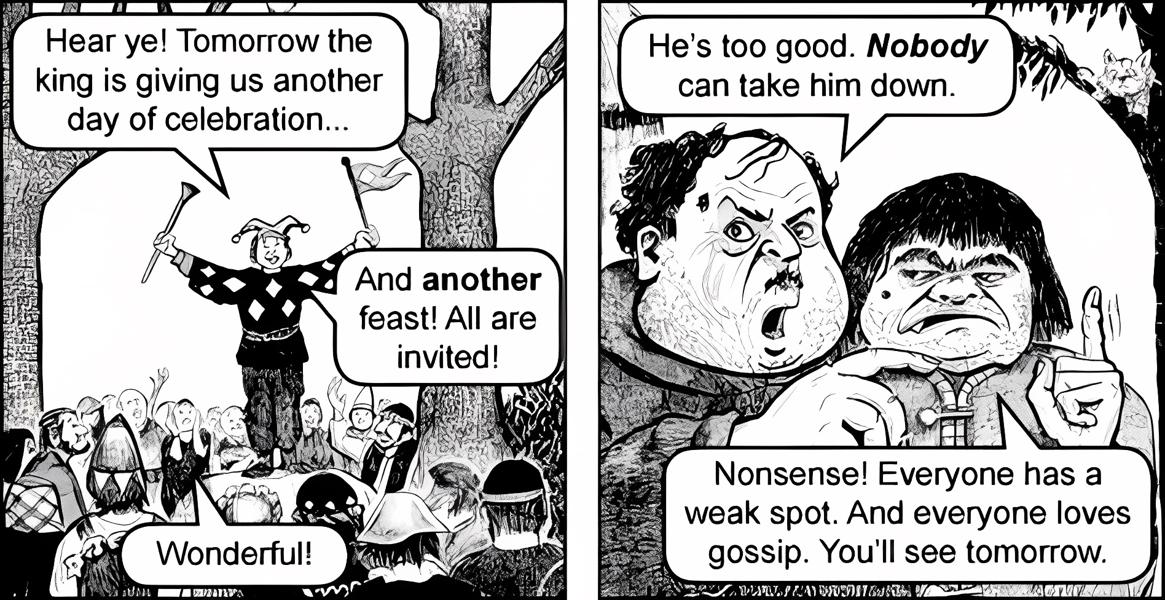 Hear ye! Tomorrow the
king is giving us another
day of celebration...
And another
feast! All are
invited!
Wonderful!
He's too good. Nobody
can take him down.
Nonsense! Everyone has a
weak spot. And everyone loves
gossip. You'll see tomorrow.